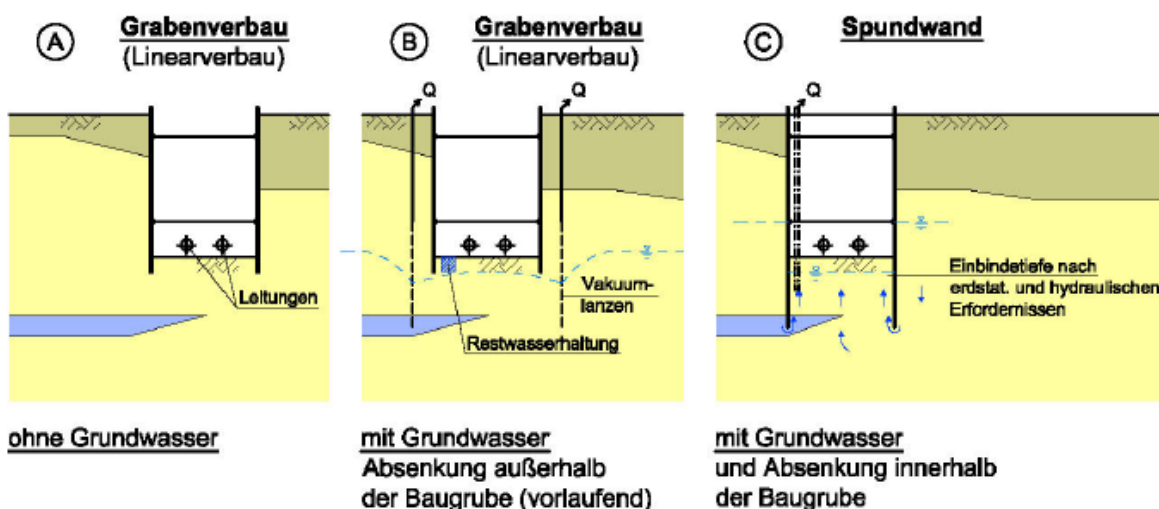 A
Grabenverbau
(Linearverbau)
Leitungen
ohne Grundwasser
B
Grabenverbau
(Linearverbau)
Q
Q
Vakuum-
lanzen
Restwasserhaltung
mit Grundwasser
Absenkung außerhalb
der Baugrube (vorlaufend)
C
Spundwand
Q
Einbindetiefe nach
erdstat. und hydraulischen
Erfordernissen
mit Grundwasser
und Absenkung innerhalb
der Baugrube